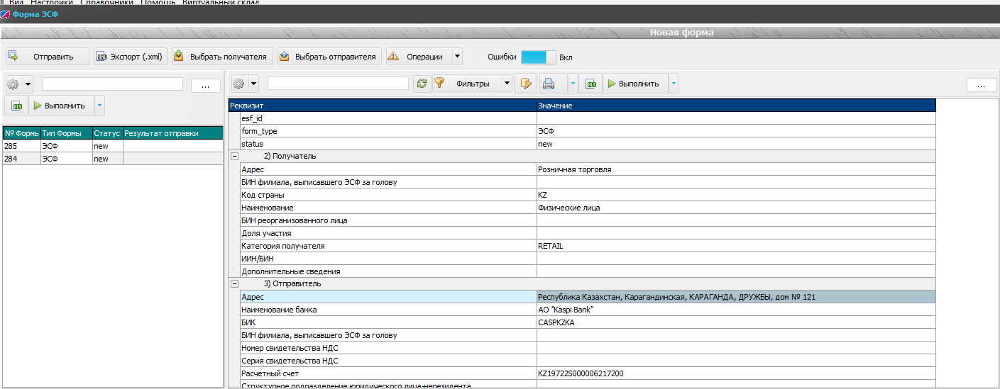 Вид Настройки Справочники Помощь Виртуальный склад
Форма ЭСФ
Новая форма
Отправить Экспорт (.xml) Выбрать получателя Выбрать отправителя Операции Ошибки Вкл
...
Выполнить
№ Формы Тип Формы Статус Результат отправки
285 ЭСФ new
284 ЭСФ new
Фильтры Выполнить ...
Реквизит Значение
esf_id
form_type ЭСФ
status new
2) Получатель
Адрес Розничная торговля
БИН филиала, выписавшего ЭСФ за голову
Код страны KZ
Наименование Физические лица
БИН реорганизованного лица
Доля участия
Категория получателя RETAIL
ИИН/БИН
Дополнительные сведения
3) Отправитель
Адрес Республика Казахстан, Карагандинская, КАРАГАНДА, ДРУЖБЫ, дом № 121
Наименование банка АО "Kaspi Bank"
БИК CASPKZKA
БИН филиала, выписавшего ЭСФ за голову
Номер свидетельства НДС
Серия свидетельства НДС
Расчетный счет KZ19722S000006217200
Структурное подразделение юридического лица-нерезидента